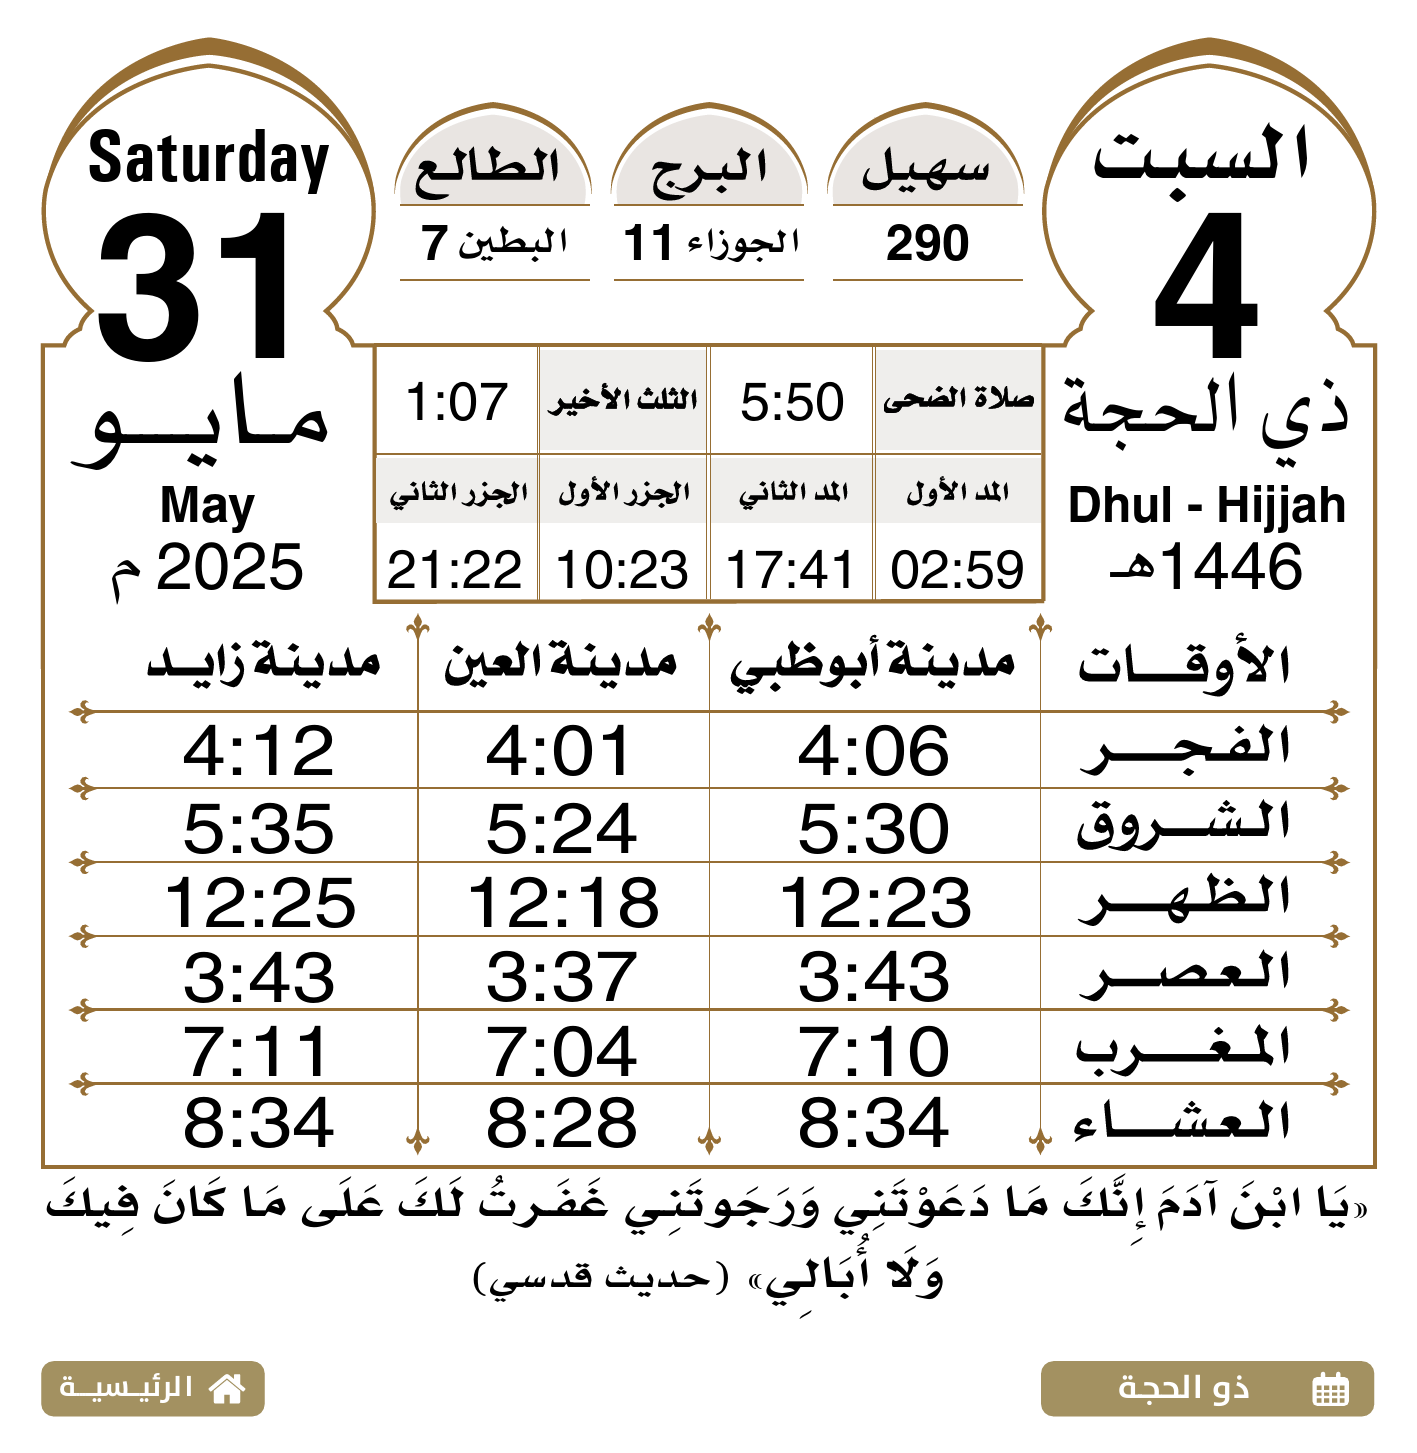 السبت
4
ذي الحجة
Dhul - Hijjah
1446هـ
سهيل
290
البرج
الجوزاء 11
الطالع
البطين 7
Saturday
31
مايو
May
2025 م
صلاة الضحى 5:50 الثلث الأخير 1:07
المد الأول المد الثاني الجزر الأول الجزر الثاني
02:59 17:41 10:23 21:22
الأوقات مدينة أبوظبي مدينة العين مدينة زايد
الفجر 4:06 4:01 4:12
الشروق 5:30 5:24 5:35
الظهر 12:23 12:18 12:25
العصر 3:43 3:37 3:43
المغرب 7:10 7:04 7:11
العشاء 8:34 8:28 8:34
«يَا ابْنَ آدَمَ إِنَّكَ مَا دَعَوْتَنِي وَرَجَوتَنِي غَفَرتُ لَكَ عَلَى مَا كَانَ فِيكَ
وَلَا أُبَالِي» (حديث قدسي)
ذو الحجة
الرئيسية